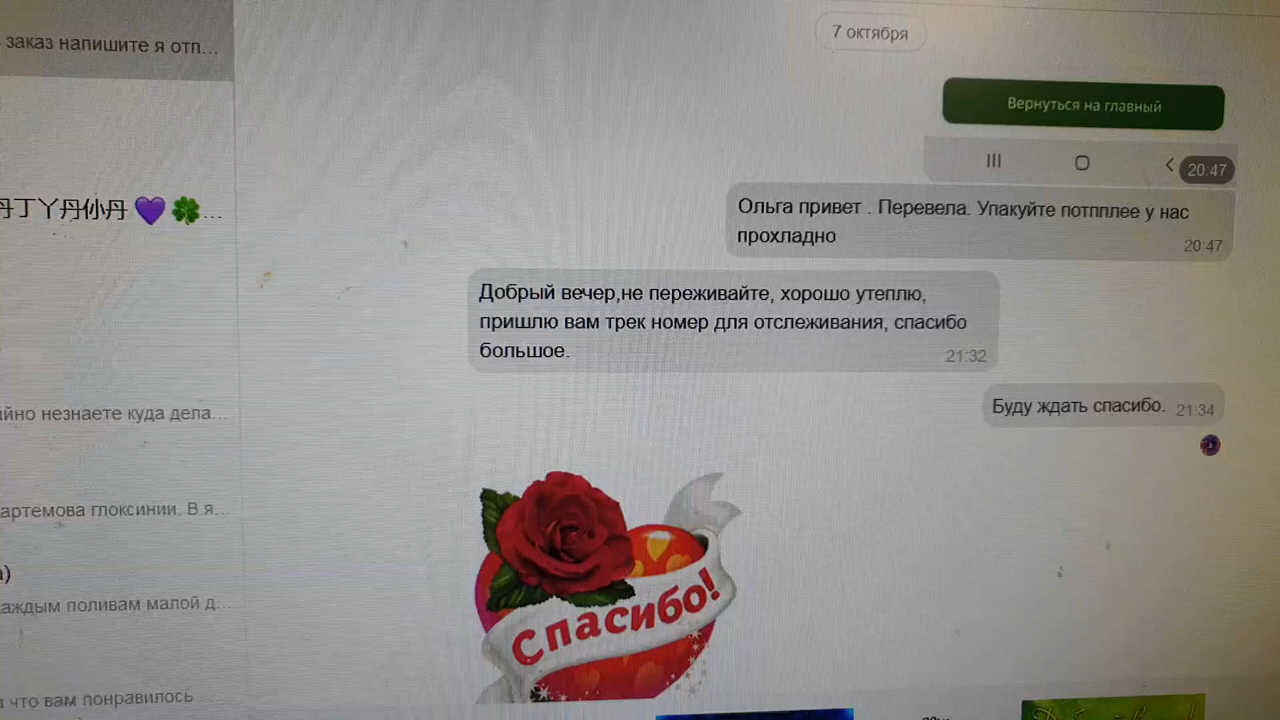 заказ напишите я отп...
7 октября
Вернуться на главный
20:47
Ольга привет . Перевела. Упакуйте потпплее у нас
прохладно
20:47
Добрый вечер,не переживайте, хорошо утеплю,
пришлю вам трек номер для отслеживания, спасибо
большое.
21:32
незнаете куда дела...
Буду ждать спасибо. 21:34
артемова глоксинии. В я...
Спасибо!
поливам малой д...
а что вам понравилось